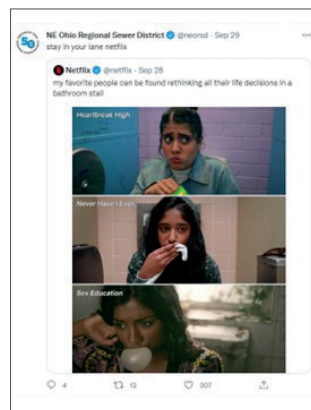 NE Ohio Regional Sewer District @neorsd · Sep 29
stay in your lane netflix
Netflix @netflix · Sep 28
my favorite people can be found rethinking all their life decisions in a
bathroom stall
Heartbreak High
Never Have I Ever
Sex Education
4 12 307